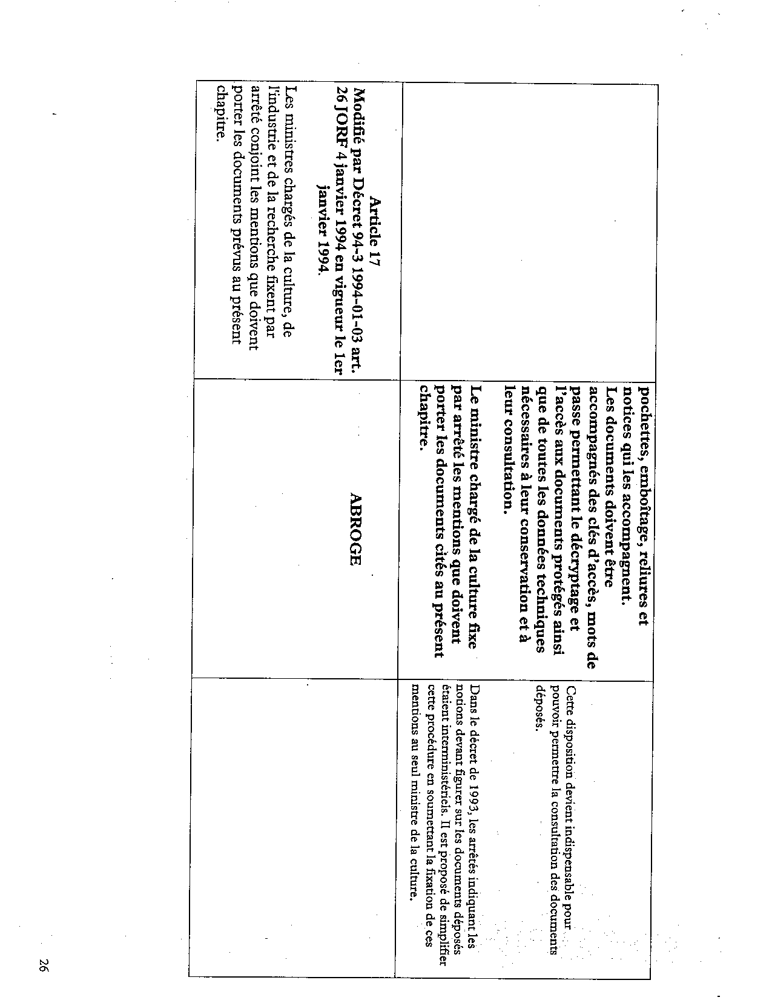 pochettes, emboîtage, reliures et
notices qui les accompagnent.
Les documents doivent être
accompagnés des clés d'accès, mots de
passe permettant le décryptage et
l'accès aux documents protégés ainsi
que de toutes les données techniques
nécessaires à leur conservation et à
leur consultation.
Le ministre chargé de la culture fixe
par arrêté les mentions que doivent
porter les documents cités au présent
chapitre.
Cette disposition devient indispensable pour
pouvoir permettre la consultation des documents
déposés.
Dans le décret de 1993, les arrêtés indiquant les
notions devant figurer sur les documents déposés
étaient interministériels. Il est proposé de simplifier
cette procédure en soumettant la fixation de ces
mentions au seul ministre de la culture.
Article 17
Modifié par Décret 94-3 1994-01-03 art.
26 JORF 4 janvier 1994 en vigueur le 1er
janvier 1994.
Les ministres chargés de la culture, de
l'industrie et de la recherche fixent par
arrêté conjoint les mentions que doivent
porter les documents prévus au présent
chapitre.
ABROGE
26